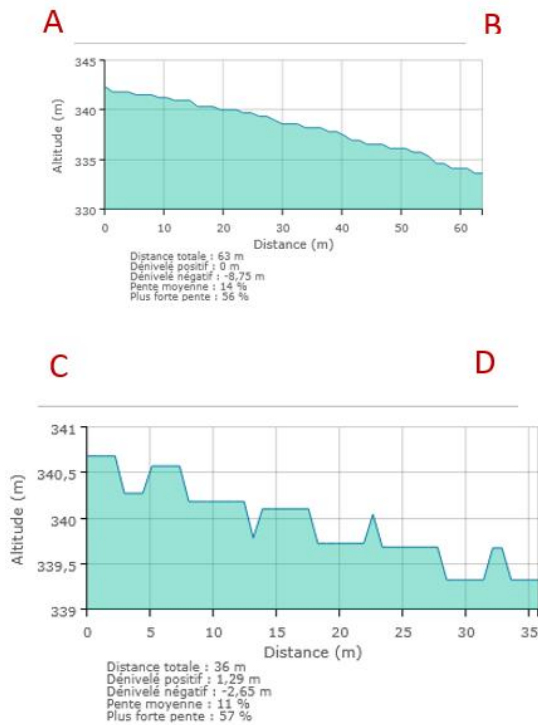 A B
345
340
335
330
Altitude (m)
0 10 20 30 40 50 60
Distance (m)
Distance totale : 63 m
Dénivelé positif : 0 m
Dénivelé négatif : -8,75 m
Pente moyenne : 14 %
Plus forte pente : 56 %
C D
341
340,5
340
339,5
339
Altitude (m)
0 5 10 15 20 25 30 35
Distance (m)
Distance totale : 36 m
Dénivelé positif : 1,29 m
Dénivelé négatif : -2,65 m
Pente moyenne : 11 %
Plus forte pente : 57 %